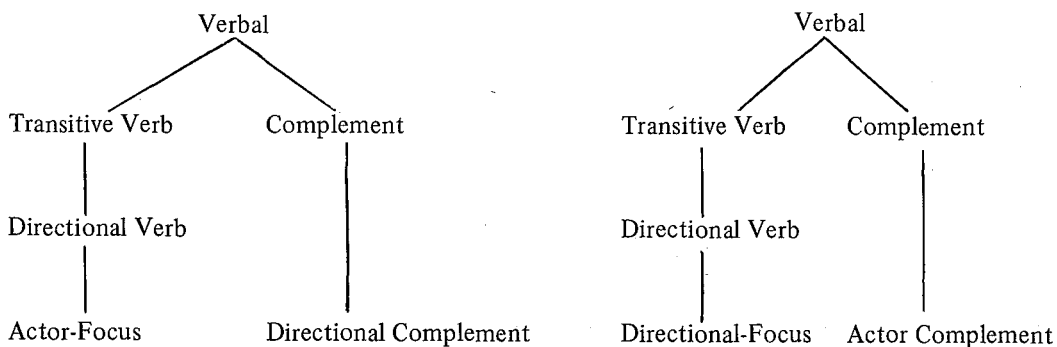 Verbal Verbal
Transitive Verb Complement Transitive Verb Complement
Directional Verb Directional Verb
Actor-Focus Directional Complement Directional-Focus Actor Complement